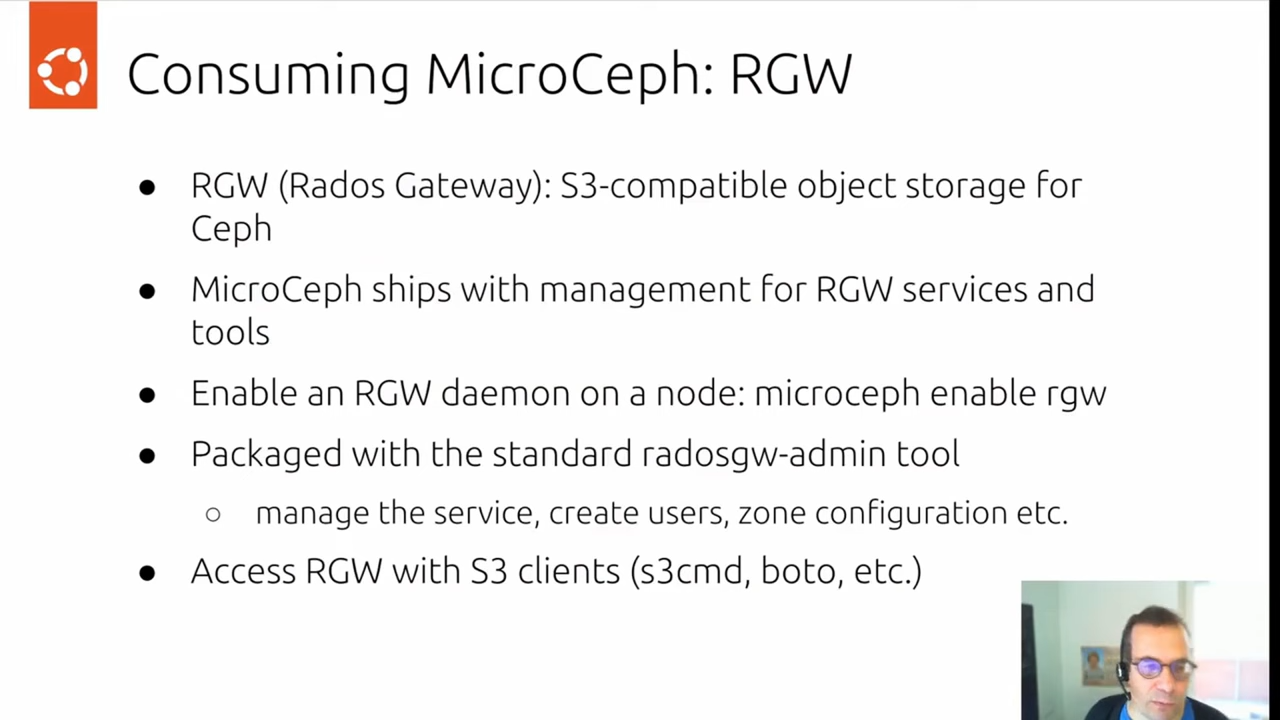 Consuming MicroCeph: RGW
● RGW (Rados Gateway): S3-compatible object storage for
Ceph
● MicroCeph ships with management for RGW services and
tools
● Enable an RGW daemon on a node: microceph enable rgw
● Packaged with the standard radosgw-admin tool
○ manage the service, create users, zone configuration etc.
● Access RGW with S3 clients (s3cmd, boto, etc.)